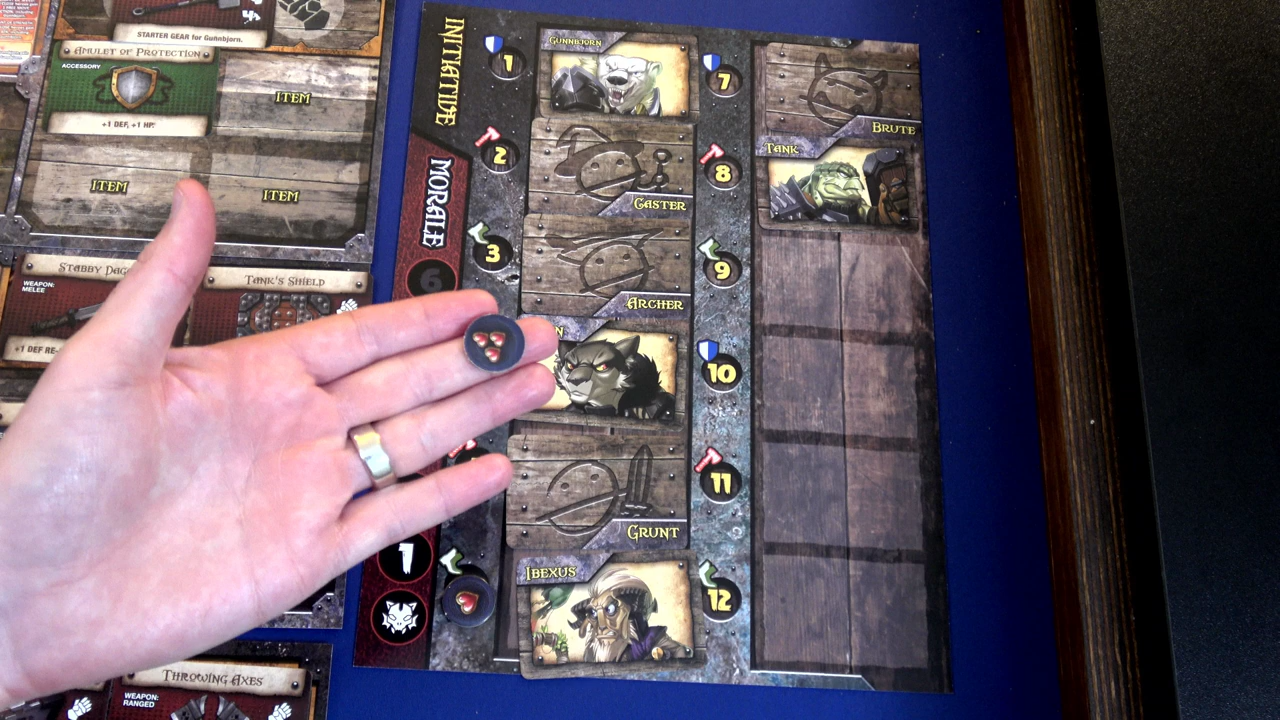 STARTER GEAR for Gunnbjorn.
AMULET OF PROTECTION
ACCESSORY
+1 DEF, +1 HP.
ITEM
ITEM
ITEM
STABBY
WEAPON:
MELEE
+1 DEF
TANK'S SHIELD
THROWING AXES
WEAPON:
RANGED
INITIATIVE
MORALE
6
1
1
GUNNBJORN
2
CASTER
3
ARCHER
GRUNT
IBEXUS
7
BRUTE
8
TANK
9
10
11
12